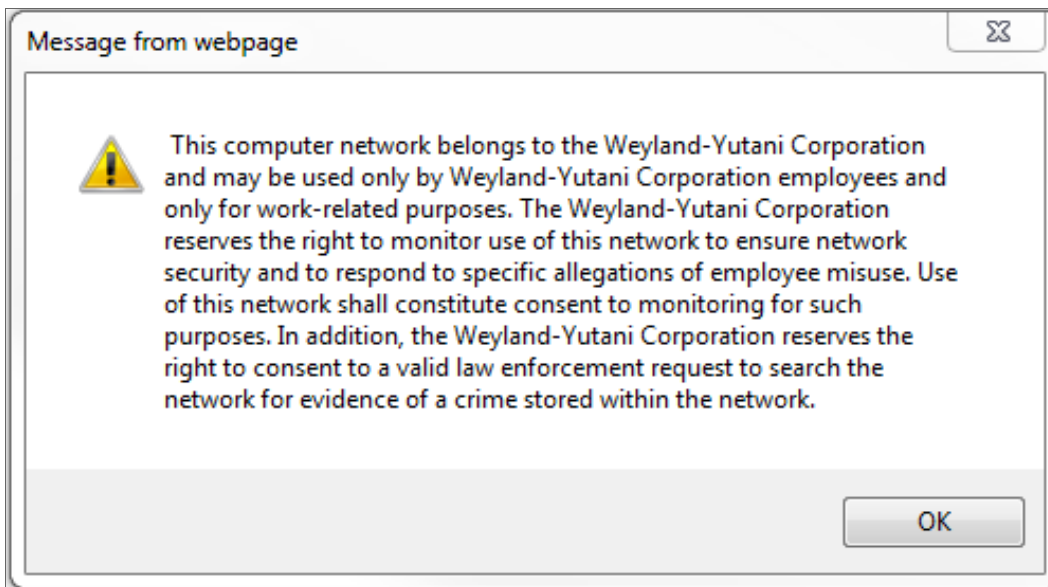 Message from webpage
This computer network belongs to the Weyland-Yutani Corporation
and may be used only by Weyland-Yutani Corporation employees and
only for work-related purposes. The Weyland-Yutani Corporation
reserves the right to monitor use of this network to ensure network
security and to respond to specific allegations of employee misuse. Use
of this network shall constitute consent to monitoring for such
purposes. In addition, the Weyland-Yutani Corporation reserves the
right to consent to a valid law enforcement request to search the
network for evidence of a crime stored within the network.
OK